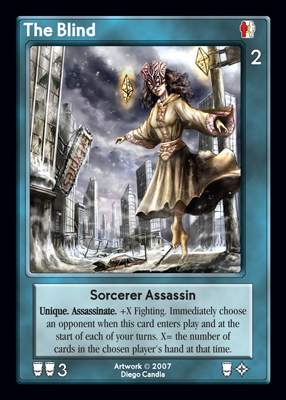 The Blind
2
Sorcerer Assassin
Unique. Assassinate. +X Fighting. Immediately choose
an opponent when this card enters play and at the
start of each of your turns. X= the number of
cards in the chosen player's hand at that time.
3
Artwork © 2007
Diego Candia